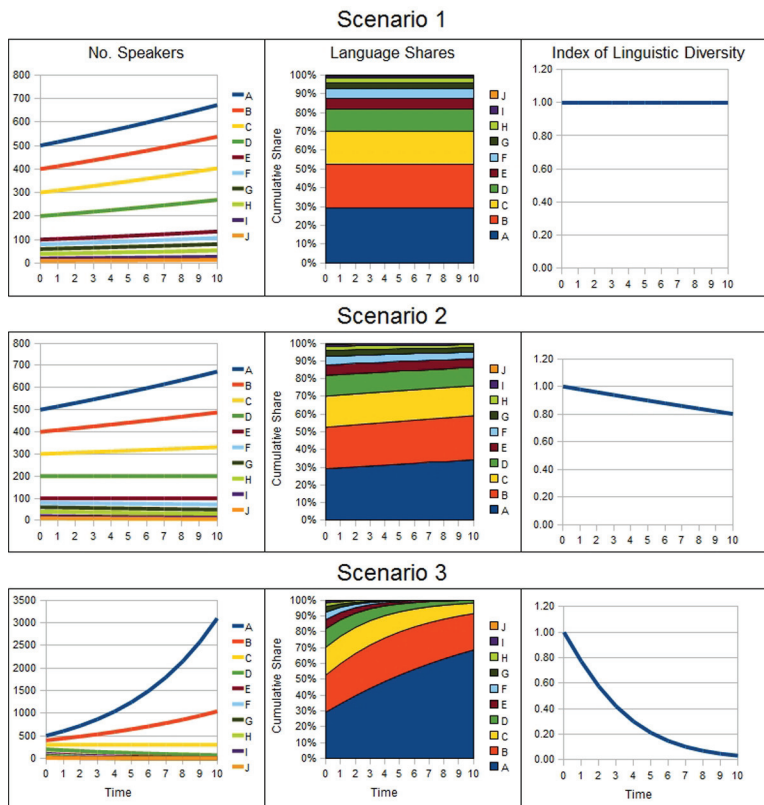 Scenario 1
No. Speakers
800
700
600
500
400
300
200
100
0
0 1 2 3 4 5 6 7 8 9 10
A
B
C
D
E
F
G
H
I
J
Language Shares
Cumulative Share
100%
90%
80%
70%
60%
50%
40%
30%
20%
10%
0%
0 1 2 3 4 5 6 7 8 9 10
J
I
H
G
F
E
D
C
B
A
Index of Linguistic Diversity
1.20
1.00
0.80
0.60
0.40
0.20
0.00
0 1 2 3 4 5 6 7 8 9 10
Scenario 2
800
700
600
500
400
300
200
100
0
0 1 2 3 4 5 6 7 8 9 10
A
B
C
D
E
F
G
H
I
J
Cumulative Share
100%
90%
80%
70%
60%
50%
40%
30%
20%
10%
0%
0 1 2 3 4 5 6 7 8 9 10
J
I
H
G
F
E
D
C
B
A
1.20
1.00
0.80
0.60
0.40
0.20
0.00
0 1 2 3 4 5 6 7 8 9 10
Scenario 3
3500
3000
2500
2000
1500
1000
500
0
0 1 2 3 4 5 6 7 8 9 10
Time
A
B
C
D
E
F
G
H
I
J
Cumulative Share
100%
90%
80%
70%
60%
50%
40%
30%
20%
10%
0%
0 1 2 3 4 5 6 7 8 9 10
Time
J
I
H
G
F
E
D
C
B
A
1.20
1.00
0.80
0.60
0.40
0.20
0.00
0 1 2 3 4 5 6 7 8 9 10
Time